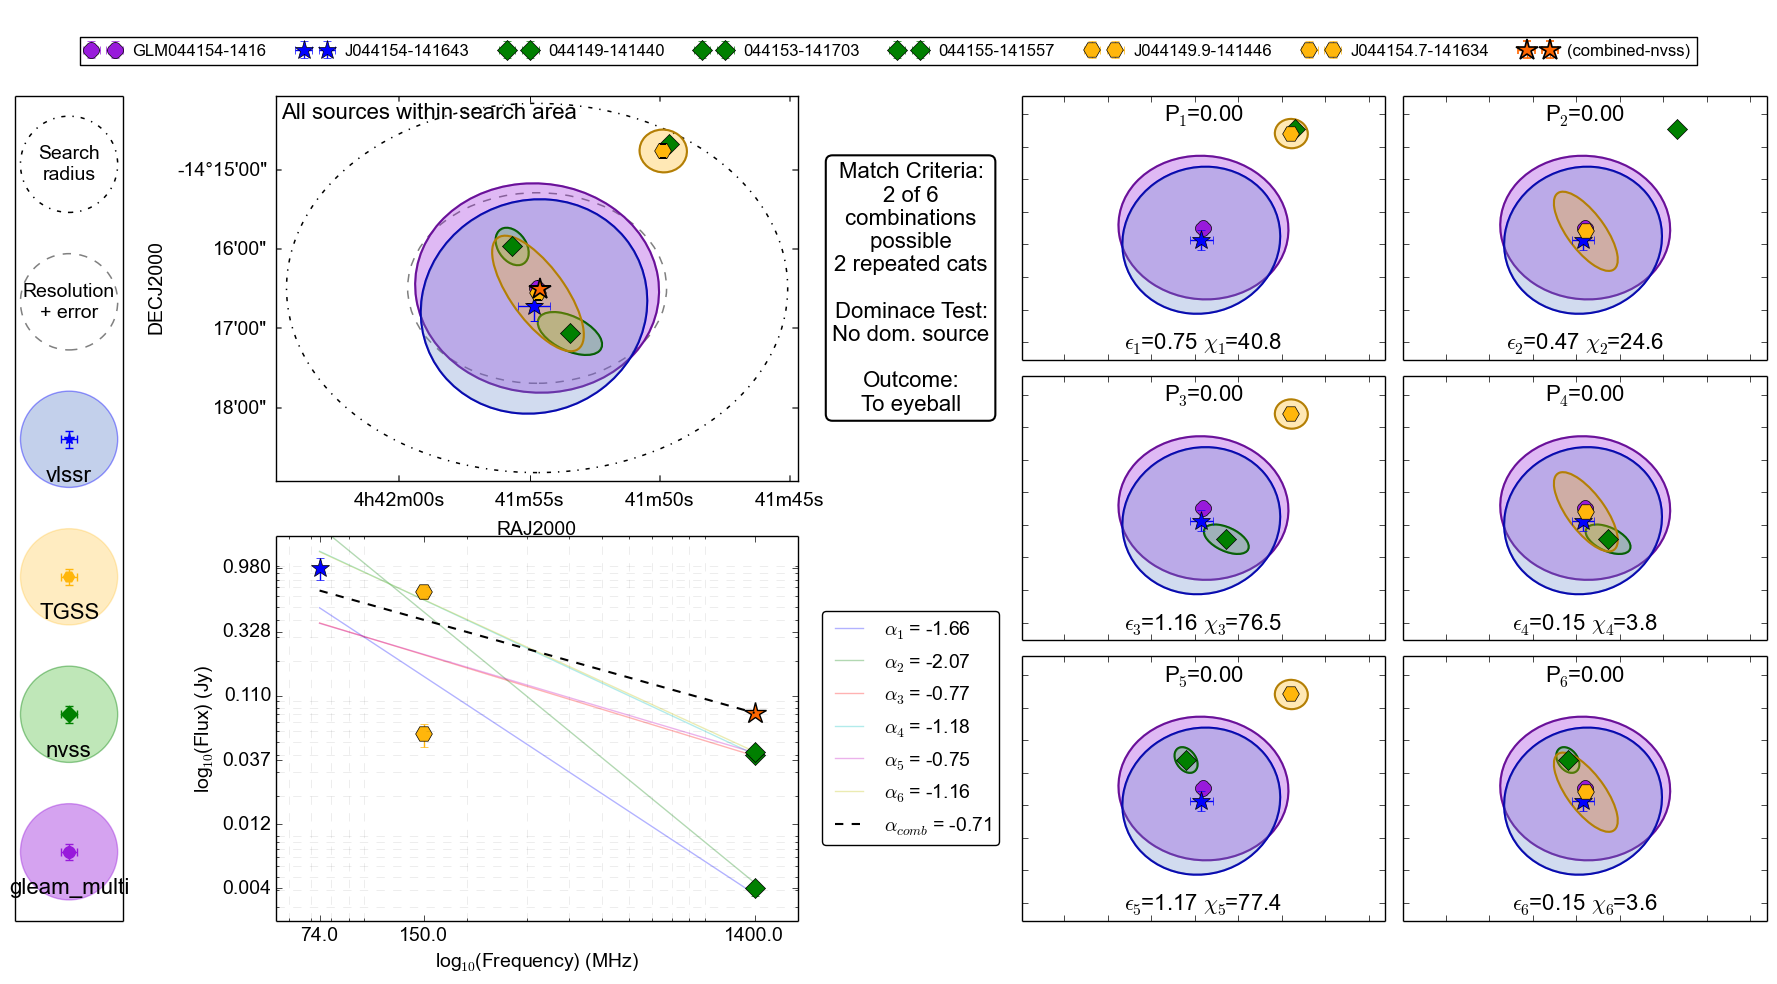 GLM044154-1416 J044154-141643 044149-141440 044153-141703 044155-141557 J044149.9-141446 J044154.7-141634 (combined-nvss)
Search
radius
Resolution
+ error
vlssr
TGSS
nvss
gleam_multi
All sources within search area
DECJ2000
-14°15'00"
16'00"
17'00"
18'00"
4h42m00s 41m55s 41m50s 41m45s
RAJ2000
log10(Flux) (Jy)
0.980
0.328
0.110
0.037
0.012
0.004
74.0 150.0 1400.0
log10(Frequency) (MHz)
Match Criteria:
2 of 6
combinations
possible
2 repeated cats
Dominace Test:
No dom. source
Outcome:
To eyeball
α1 = -1.66
α2 = -2.07
α3 = -0.77
α4 = -1.18
α5 = -0.75
α6 = -1.16
αcomb = -0.71
P1=0.00
ϵ1=0.75 χ1=40.8
P2=0.00
ϵ2=0.47 χ2=24.6
P3=0.00
ϵ3=1.16 χ3=76.5
P4=0.00
ϵ4=0.15 χ4=3.8
P5=0.00
ϵ5=1.17 χ5=77.4
P6=0.00
ϵ6=0.15 χ6=3.6